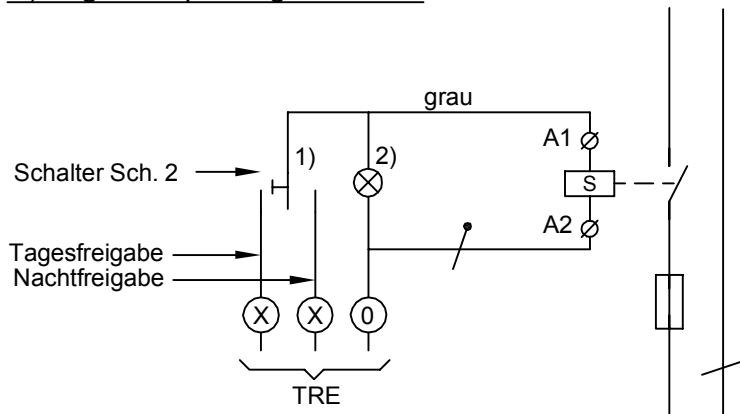 grau
A1
1)
2)
Schalter Sch. 2
S
A2
Tagesfreigabe
Nachtfreigabe
X
X
0
TRE